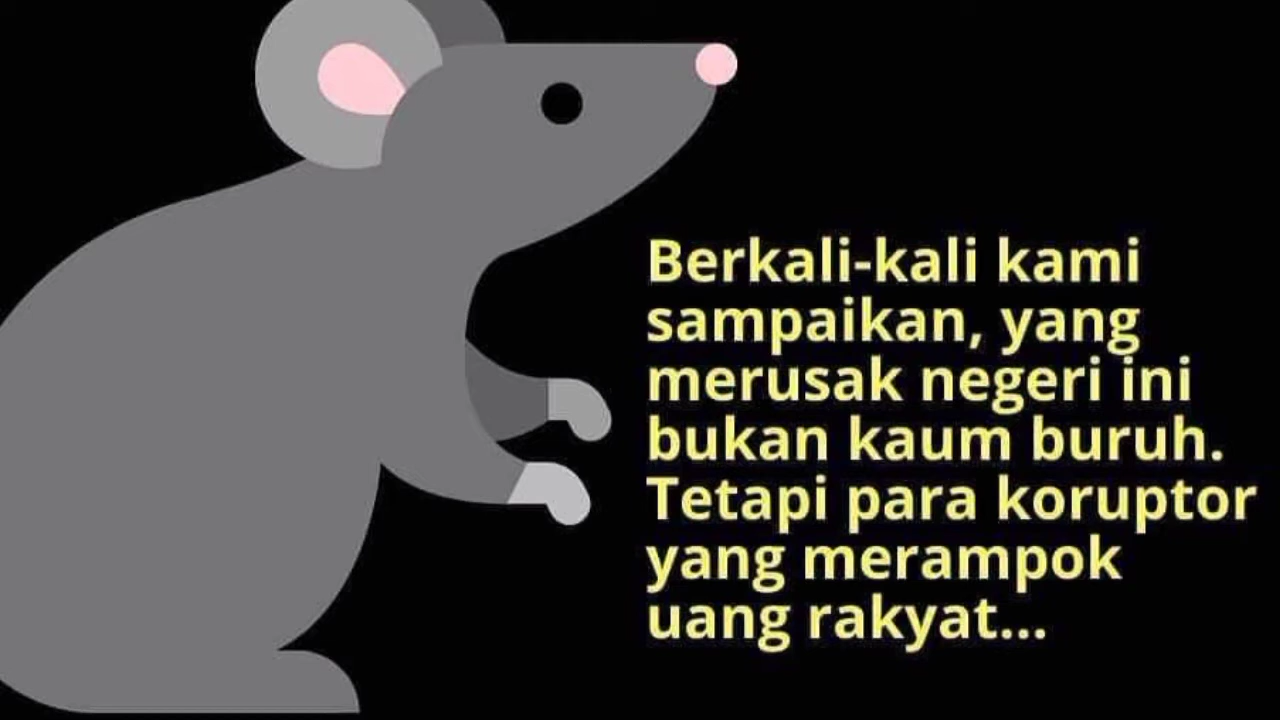 Berkali-kali kami
sampaikan, yang
merusak negeri ini
bukan kaum buruh.
Tetapi para koruptor
yang merampok
uang rakyat...